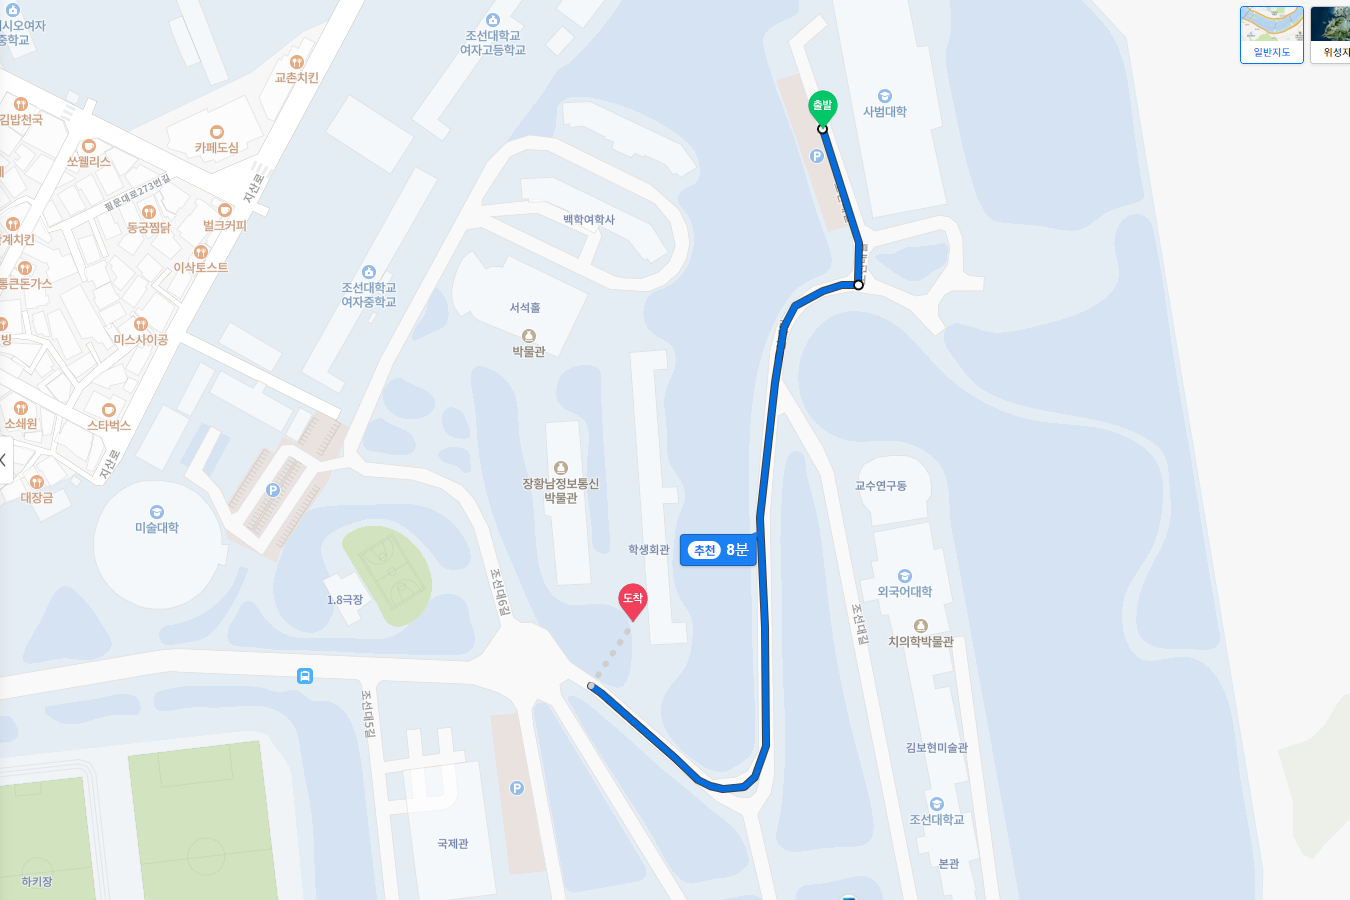 시오여자
중학교
조선대학교
여자고등학교
일반지도
위성지
교촌치킨
출발
사범대학
김밥천국
카페도심
쏘웰리스
지산로
필문대로273번길
벌크커피
동궁찜닭
백학여학사
계치킨
이삭토스트
통큰돈가스
조선대학교
여자중학교
서석홀
빙
미스사이공
박물관
소쇄원
스타벅스
지산로
대장금
장황남정보통신
박물관
교수연구동
미술대학
학생회관
추천 8분
조선대6길
1.8극장
도착
외국어대학
조선대길
치의학박물관
조선대5길
김보현미술관
조선대학교
본관
국제관
하키장